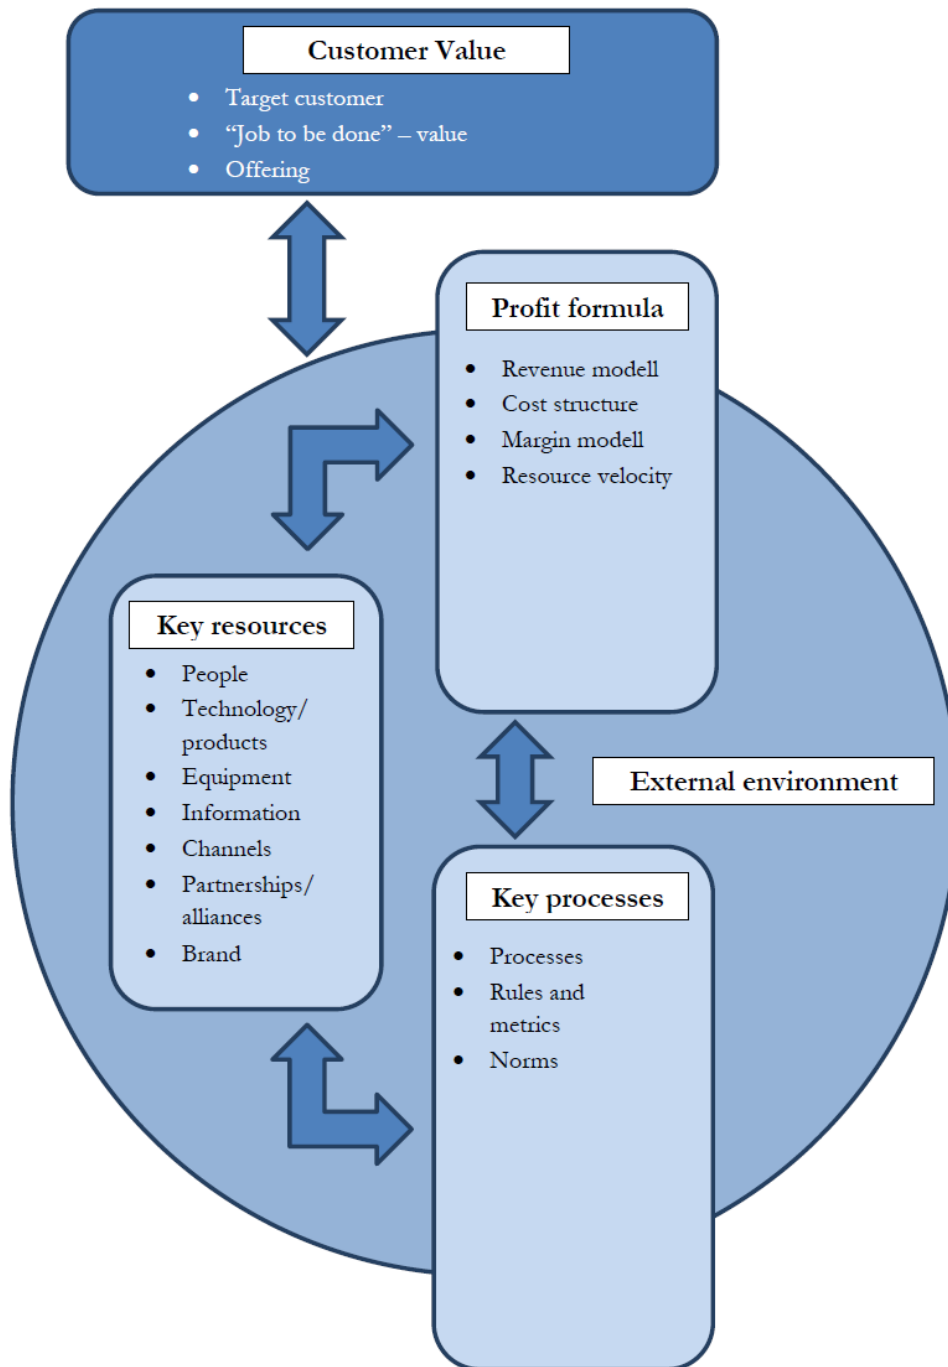 Customer Value
• Target customer
• “Job to be done” – value
• Offering
Profit formula
• Revenue modell
• Cost structure
• Margin modell
• Resource velocity
Key resources
• People
• Technology/
products
• Equipment
• Information
• Channels
• Partnerships/
alliances
• Brand
External environment
Key processes
• Processes
• Rules and
metrics
• Norms